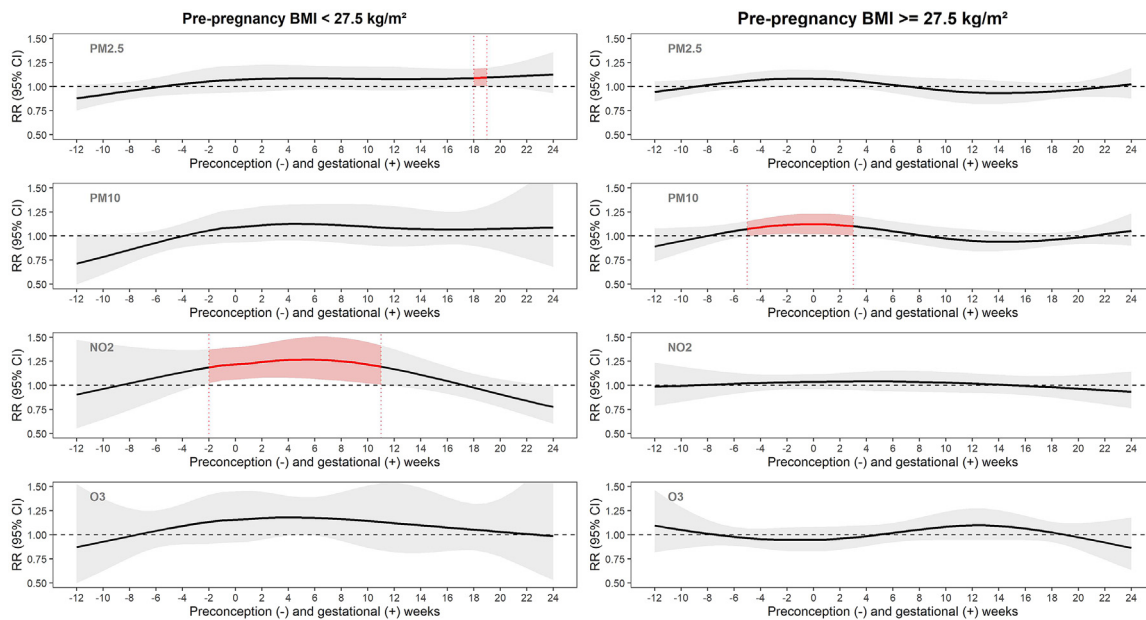 Pre-pregnancy BMI < 27.5 kg/m²
Pre-pregnancy BMI >= 27.5 kg/m²
RR (95% CI)
1.50
1.25
1.00
0.75
0.50
PM2.5
-12 -10 -8 -6 -4 -2 0 2 4 6 8 10 12 14 16 18 20 22 24
Preconception (-) and gestational (+) weeks
RR (95% CI)
1.50
1.25
1.00
0.75
0.50
PM2.5
-12 -10 -8 -6 -4 -2 0 2 4 6 8 10 12 14 16 18 20 22 24
Preconception (-) and gestational (+) weeks
RR (95% CI)
1.50
1.25
1.00
0.75
0.50
PM10
-12 -10 -8 -6 -4 -2 0 2 4 6 8 10 12 14 16 18 20 22 24
Preconception (-) and gestational (+) weeks
RR (95% CI)
1.50
1.25
1.00
0.75
0.50
PM10
-12 -10 -8 -6 -4 -2 0 2 4 6 8 10 12 14 16 18 20 22 24
Preconception (-) and gestational (+) weeks
RR (95% CI)
1.50
1.25
1.00
0.75
0.50
NO2
-12 -10 -8 -6 -4 -2 0 2 4 6 8 10 12 14 16 18 20 22 24
Preconception (-) and gestational (+) weeks
RR (95% CI)
1.50
1.25
1.00
0.75
0.50
NO2
-12 -10 -8 -6 -4 -2 0 2 4 6 8 10 12 14 16 18 20 22 24
Preconception (-) and gestational (+) weeks
RR (95% CI)
1.50
1.25
1.00
0.75
0.50
O3
-12 -10 -8 -6 -4 -2 0 2 4 6 8 10 12 14 16 18 20 22 24
Preconception (-) and gestational (+) weeks
RR (95% CI)
1.50
1.25
1.00
0.75
0.50
O3
-12 -10 -8 -6 -4 -2 0 2 4 6 8 10 12 14 16 18 20 22 24
Preconception (-) and gestational (+) weeks